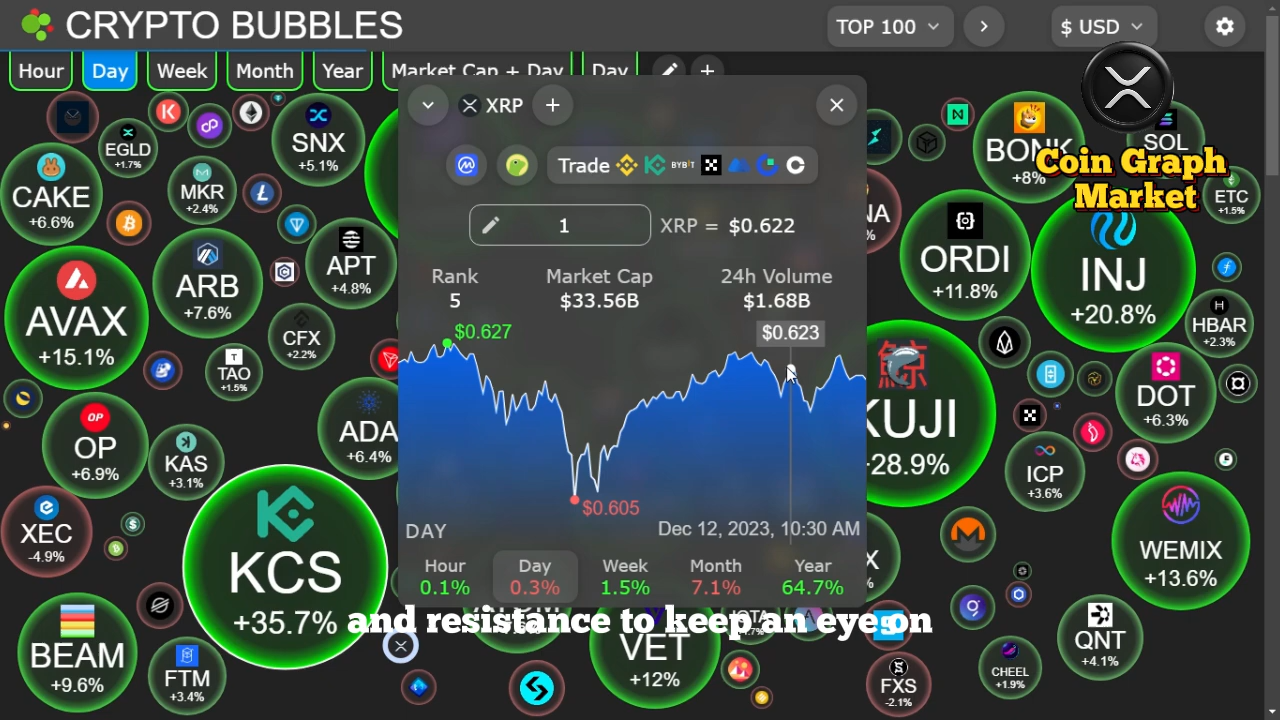 CRYPTO BUBBLES
TOP 100
$ USD
Hour
Day
Week
Month
Year
Market Cap + Day
Day
XRP
Trade
BYBIT
1
XRP = $0.622
Rank
5
Market Cap
$33.56B
24h Volume
$1.68B
$0.627
$0.623
$0.605
DAY
Dec 12, 2023, 10:30 AM
Hour
0.1%
Day
0.3%
Week
1.5%
Month
7.1%
Year
64.7%
and resistance to keep an eye on
Coin Graph
Market
EGLD
+1.7%
SNX
+5.1%
CAKE
+6.6%
MKR
+2.4%
ARB
+7.6%
APT
+4.8%
AVAX
+15.1%
CFX
+2.2%
TAO
+1.5%
ADA
+6.4%
OP
OP
+6.9%
KAS
+3.1%
XEC
-4.9%
KCS
+35.7%
BEAM
+9.6%
FTM
+3.4%
VET
+12%
BONK
+8%
SOL
ETC
+1.5%
ORDI
+11.8%
INJ
+20.8%
HBAR
+2.3%
鯨
KUJI
28.9%
DOT
+6.3%
ICP
+3.6%
WEMIX
+13.6%
QNT
+4.1%
CHEEL
+1.9%
FXS
-2.1%